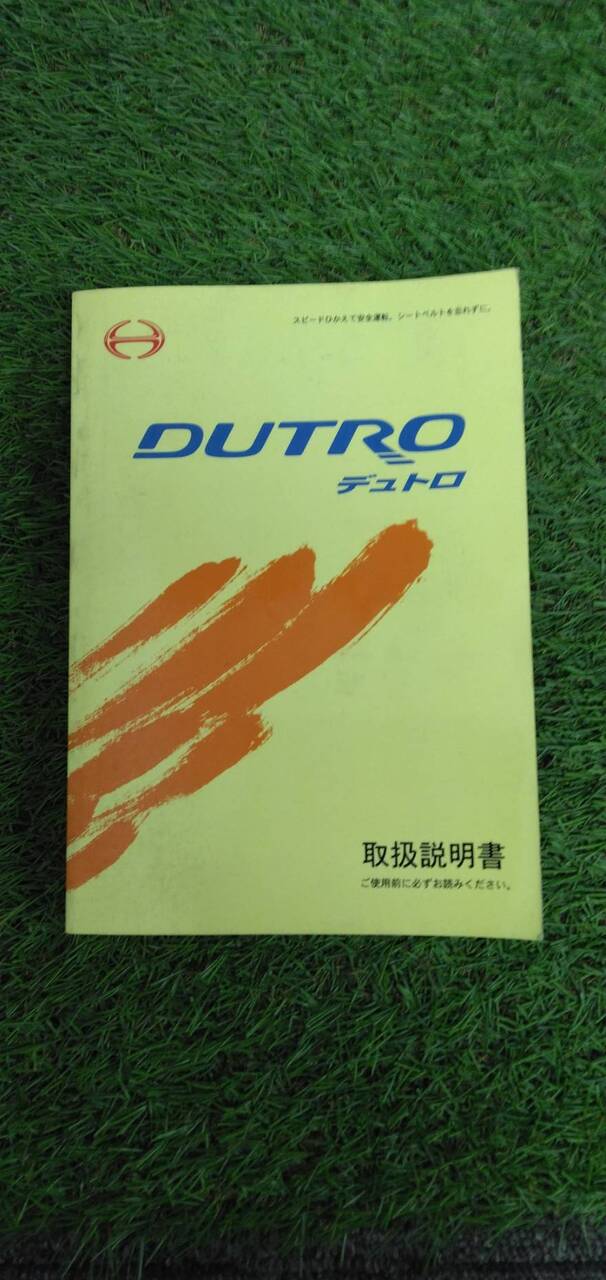 スピードひかえて安全運転。シートベルトを忘れずに。
DUTRO
デュトロ
取扱説明書
ご使用前に必ずお読みください。